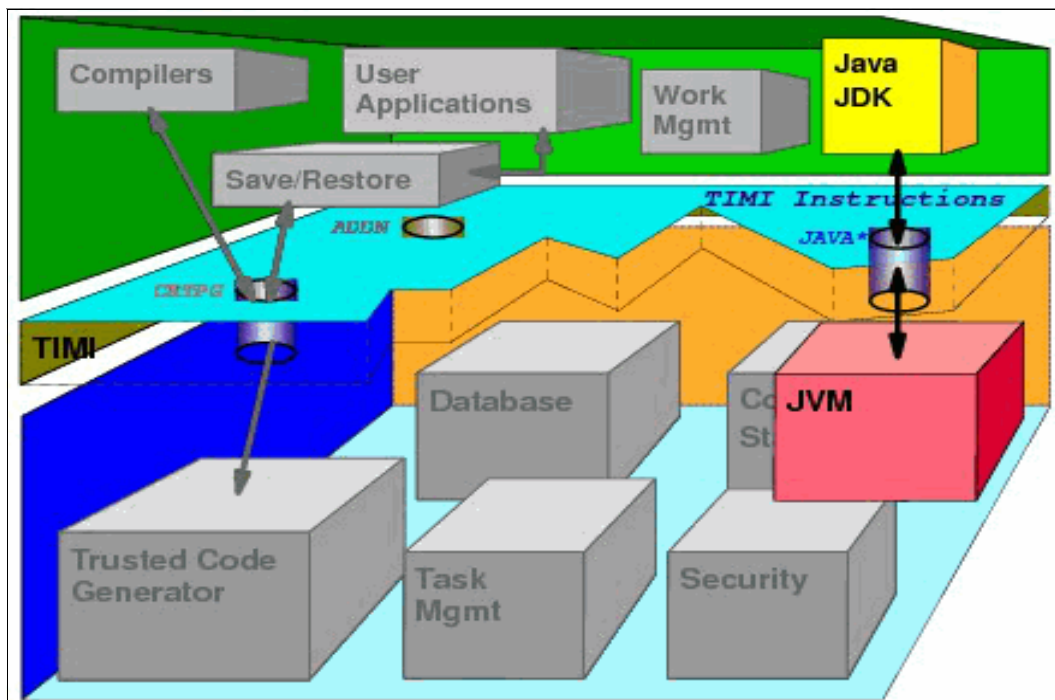 Compilers
User
Applications
Work
Mgmt
Java
JDK
Save/Restore
TIMI Instructions
ADDN
JAVA*
CRTPG
TIMI
Database
JVM
Trusted Code
Generator
Task
Mgmt
Security